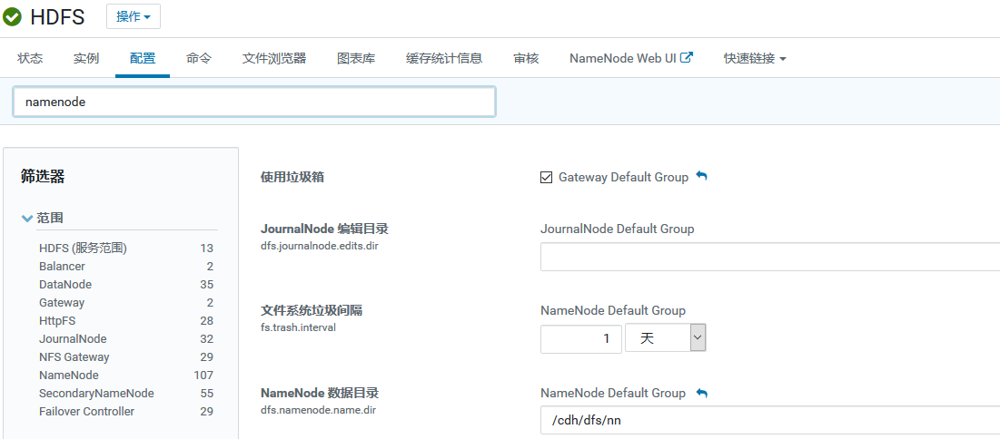 HDFS 操作
状态 实例 配置 命令 文件浏览器 图表库 缓存统计信息 审核 NameNode Web UI 快速链接
namenode
筛选器
范围
HDFS (服务范围) 13
Balancer 2
DataNode 35
Gateway 2
HttpFS 28
JournalNode 32
NFS Gateway 29
NameNode 107
SecondaryNameNode 55
Failover Controller 29
使用垃圾箱 Gateway Default Group
JournalNode 编辑目录 JournalNode Default Group
dfs.journalnode.edits.dir
文件系统垃圾间隔 NameNode Default Group
fs.trash.interval
1 天
NameNode 数据目录 NameNode Default Group
dfs.namenode.name.dir
/cdh/dfs/nn